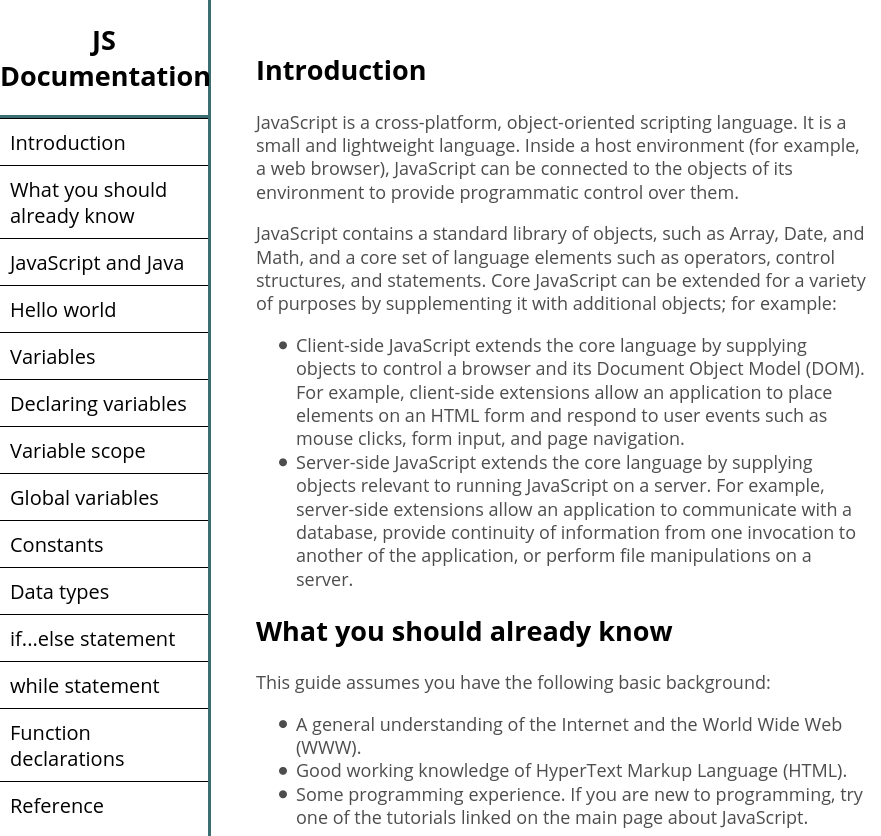 JS
Documentation
Introduction
What you should
already know
JavaScript and Java
Hello world
Variables
Declaring variables
Variable scope
Global variables
Constants
Data types
if...else statement
while statement
Function
declarations
Reference
Introduction
JavaScript is a cross-platform, object-oriented scripting language. It is a
small and lightweight language. Inside a host environment (for example,
a web browser), JavaScript can be connected to the objects of its
environment to provide programmatic control over them.
JavaScript contains a standard library of objects, such as Array, Date, and
Math, and a core set of language elements such as operators, control
structures, and statements. Core JavaScript can be extended for a variety
of purposes by supplementing it with additional objects; for example:
Client-side JavaScript extends the core language by supplying
objects to control a browser and its Document Object Model (DOM).
For example, client-side extensions allow an application to place
elements on an HTML form and respond to user events such as
mouse clicks, form input, and page navigation.
Server-side JavaScript extends the core language by supplying
objects relevant to running JavaScript on a server. For example,
server-side extensions allow an application to communicate with a
database, provide continuity of information from one invocation to
another of the application, or perform file manipulations on a
server.
What you should already know
This guide assumes you have the following basic background:
A general understanding of the Internet and the World Wide Web
(WWW).
Good working knowledge of HyperText Markup Language (HTML).
Some programming experience. If you are new to programming, try
one of the tutorials linked on the main page about JavaScript.